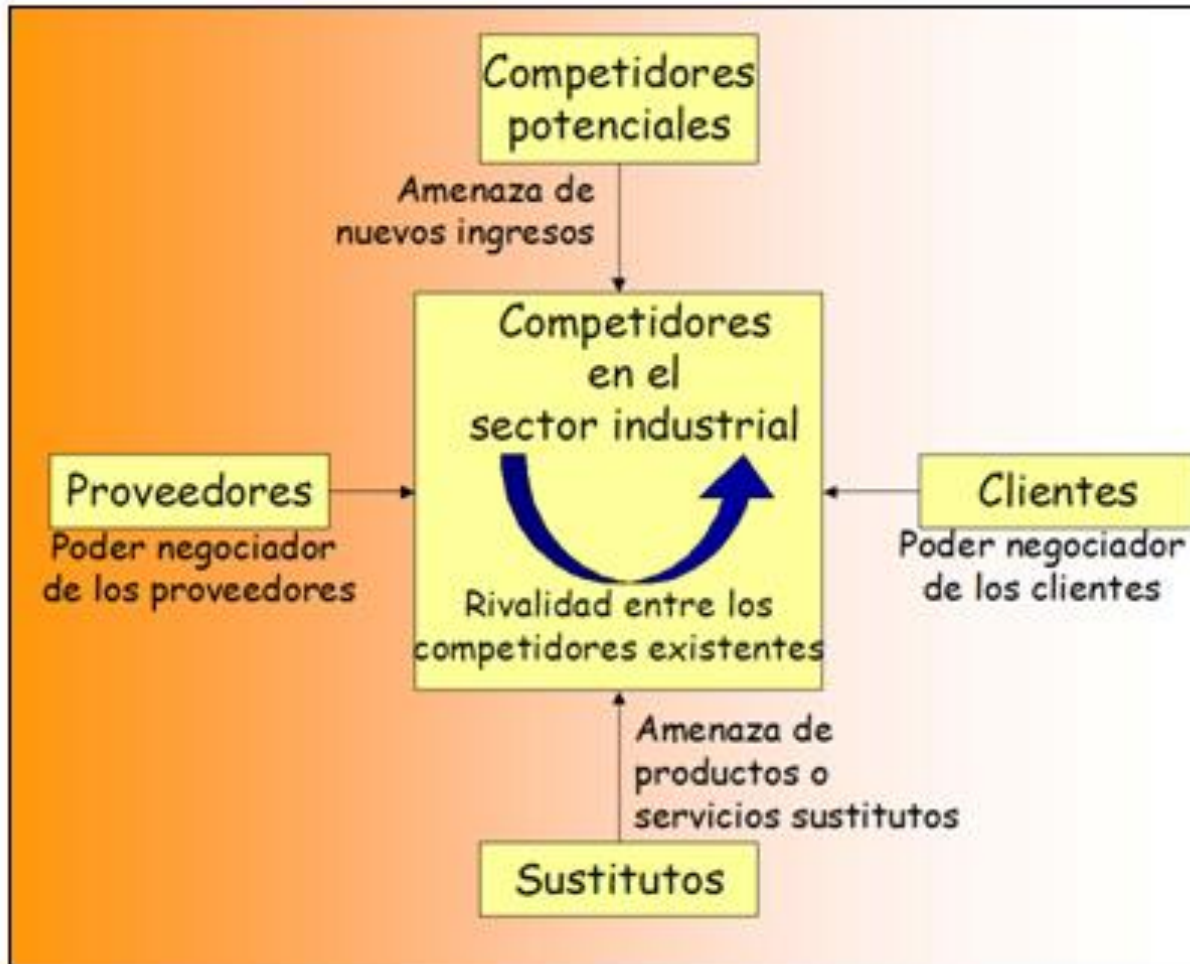 Competidores
potenciales
Amenaza de
nuevos ingresos
Competidores
en el
sector industrial
Proveedores
Poder negociador
de los proveedores
Clientes
Poder negociador
de los clientes
Rivalidad entre los
competidores existentes
Amenaza de
productos o
servicios sustitutos
Sustitutos